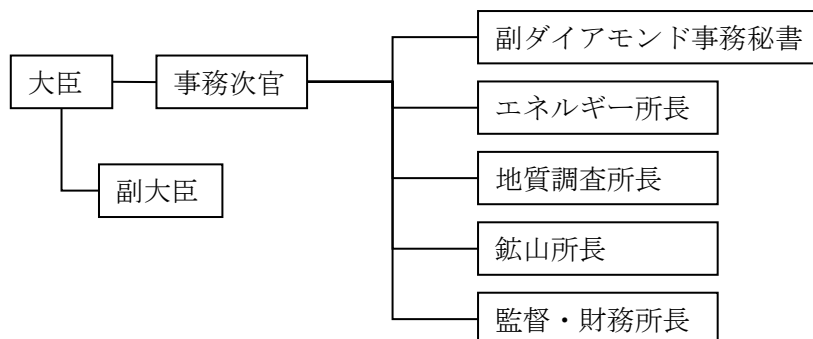 大臣
事務次官
副大臣
副ダイアモンド事務秘書
エネルギー所長
地質調査所長
鉱山所長
監督・財務所長